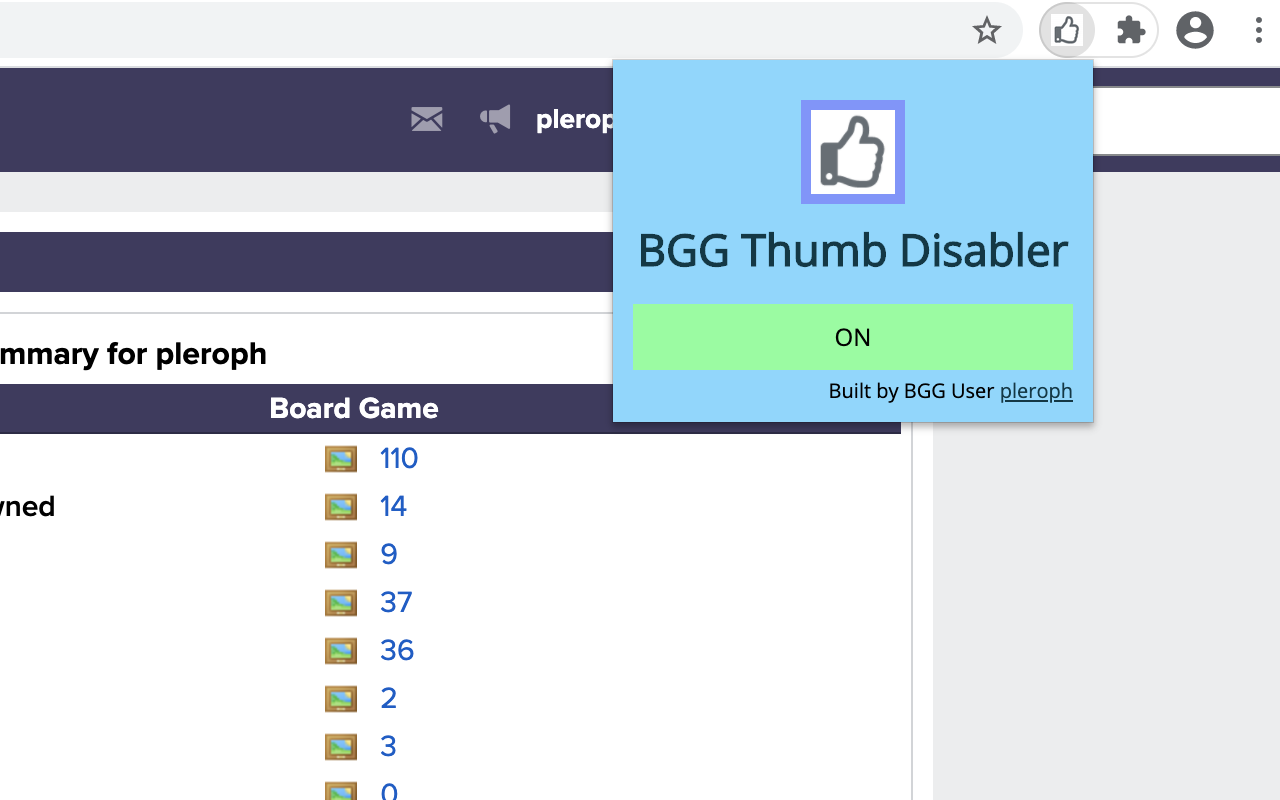 plerop
BGG Thumb Disabler
ON
Built by BGG User pleroph
mmary for pleroph
Board Game
110
wned
14
9
37
36
2
3
0